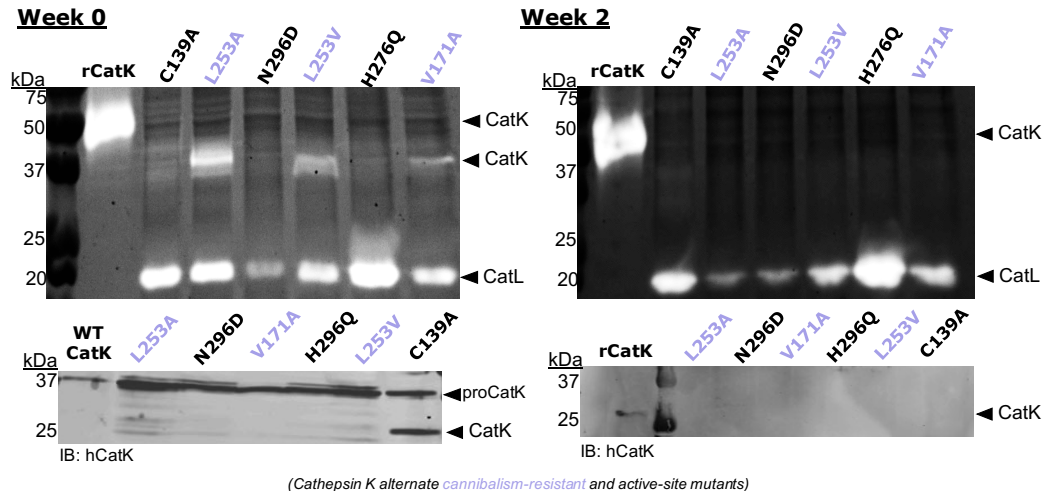 Week 0
kDa
rCatK
C139A
L253A
N296D
L253V
H276Q
V171A
75
50
37
25
20
CatK
CatK
CatL
WT
CatK
L253A
N296D
V171A
H296Q
L253V
C139A
kDa
37
25
proCatK
CatK
IB: hCatK
Week 2
kDa
rCatK
C139A
L253A
N296D
L253V
H276Q
V171A
75
50
37
25
20
CatK
CatL
rCatK
L253A
N296D
V171A
H296Q
L253V
C139A
kDa
37
25
CatK
IB: hCatK
(Cathepsin K alternate cannibalism-resistant and active-site mutants)